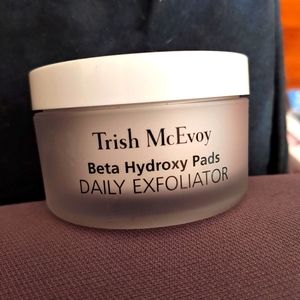 Trish McEvoy
Beta Hydroxy Pads
DAILY EXFOLIATOR